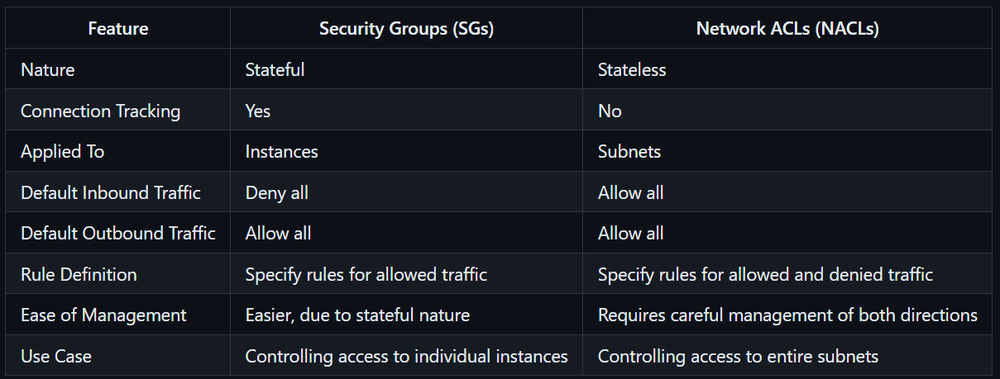 Feature Security Groups (SGs) Network ACLs (NACLs)
Nature Stateful Stateless
Connection Tracking Yes No
Applied To Instances Subnets
Default Inbound Traffic Deny all Allow all
Default Outbound Traffic Allow all Allow all
Rule Definition Specify rules for allowed traffic Specify rules for allowed and denied traffic
Ease of Management Easier, due to stateful nature Requires careful management of both directions
Use Case Controlling access to individual instances Controlling access to entire subnets